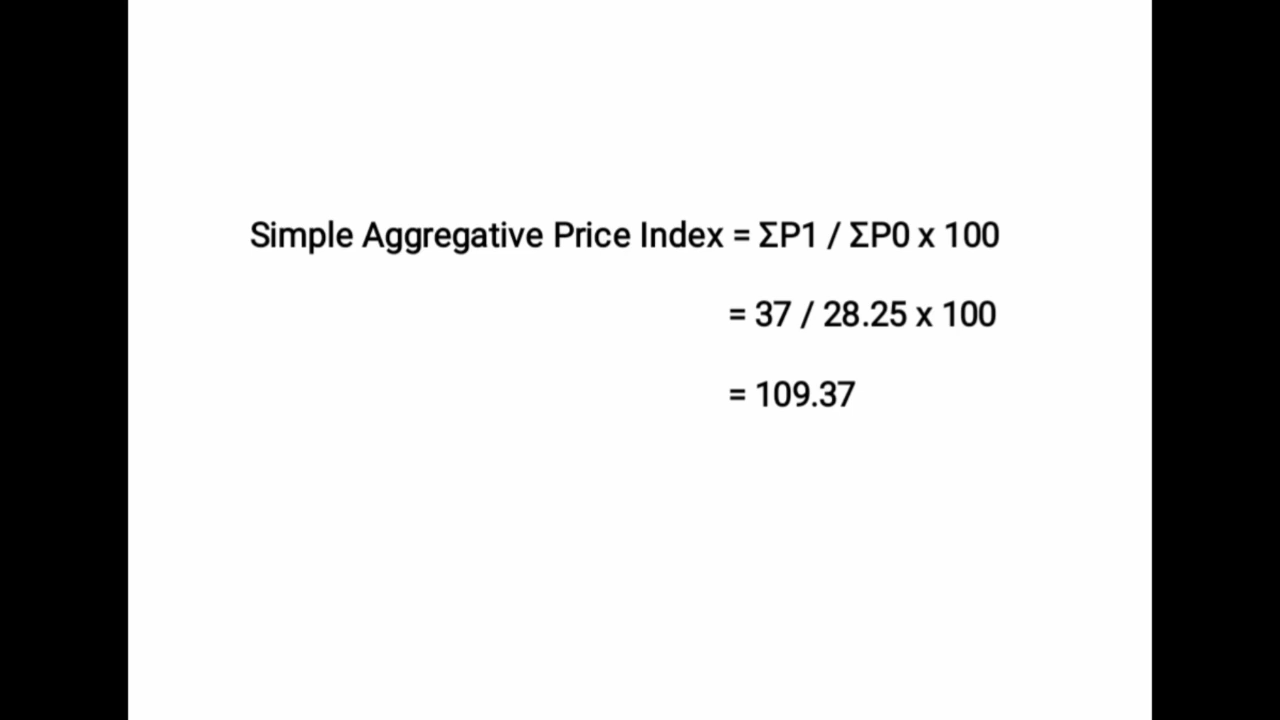 Simple Aggregative Price Index = ΣP1 / ΣP0 x 100
= 37 / 28.25 x 100
= 109.37